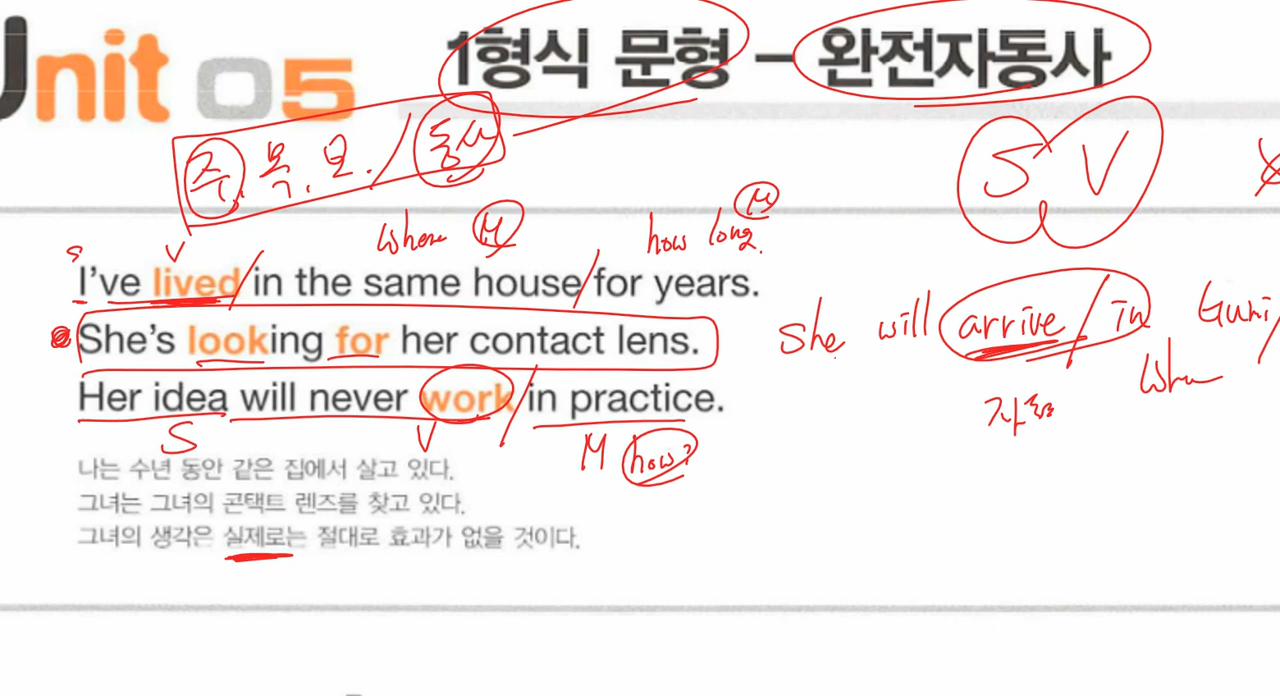 Unit 05
1형식 문형 – 완전자동사
주. 목. 보. / 동사
S V
where M how long M
S V
I've lived / in the same house / for years.
She's looking for her contact lens.
She will arrive / in Gumi /
자동
Her idea will never work / in practice.
S V M how?
나는 수년 동안 같은 집에서 살고 있다.
그녀는 그녀의 콘택트 렌즈를 찾고 있다.
그녀의 생각은 실제로는 절대로 효과가 없을 것이다.